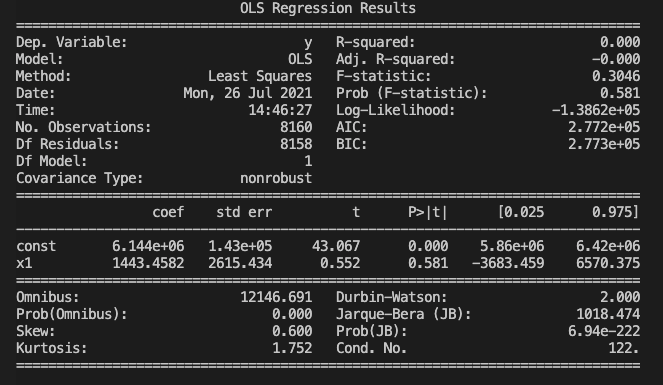 OLS Regression Results
==============================================================================
Dep. Variable: y R-squared: 0.000
Model: OLS Adj. R-squared: -0.000
Method: Least Squares F-statistic: 0.3046
Date: Mon, 26 Jul 2021 Prob (F-statistic): 0.581
Time: 14:46:27 Log-Likelihood: -1.3862e+05
No. Observations: 8160 AIC: 2.772e+05
Df Residuals: 8158 BIC: 2.773e+05
Df Model: 1
Covariance Type: nonrobust
==============================================================================
coef std err t P>|t| [0.025 0.975]
------------------------------------------------------------------------------
const 6.144e+06 1.43e+05 43.067 0.000 5.86e+06 6.42e+06
x1 1443.4582 2615.434 0.552 0.581 -3683.459 6570.375
==============================================================================
Omnibus: 12146.691 Durbin-Watson: 2.000
Prob(Omnibus): 0.000 Jarque-Bera (JB): 1018.474
Skew: 0.600 Prob(JB): 6.94e-222
Kurtosis: 1.752 Cond. No. 122.
==============================================================================